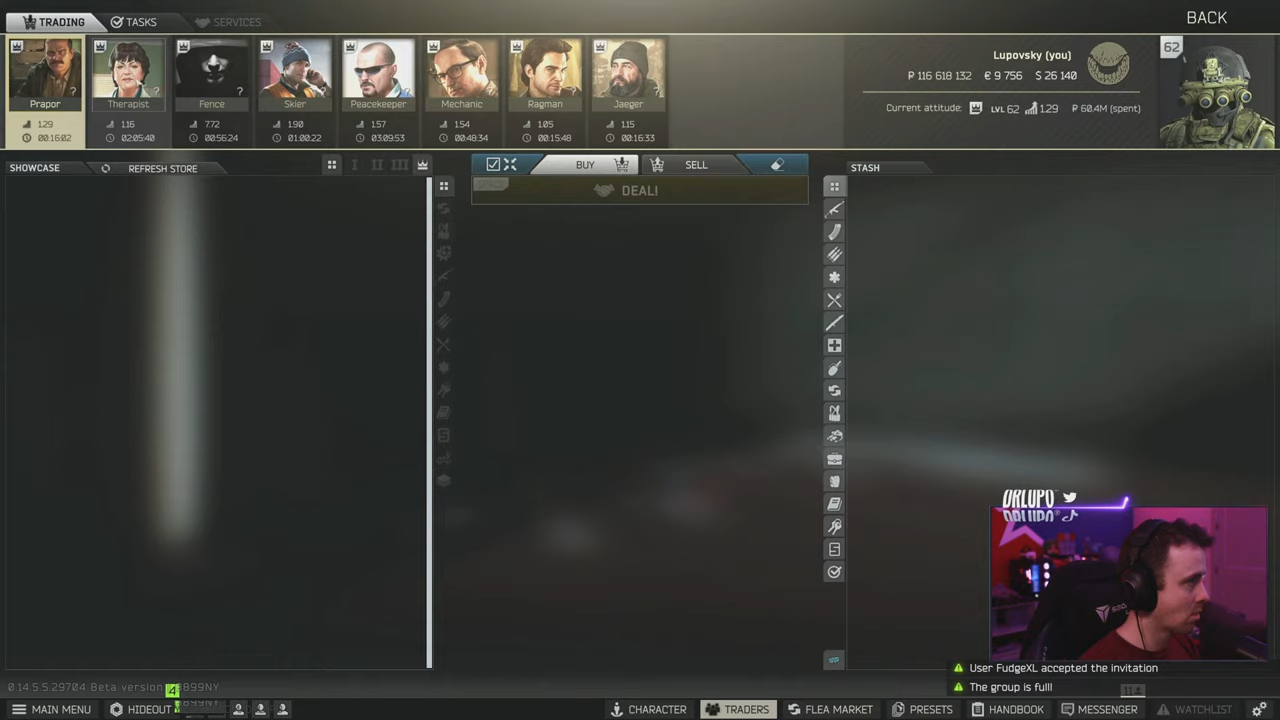 TRADING
TASKS
SERVICES
BACK
Prapor
Therapist
Fence
Skier
Peacekeeper
Mechanic
Ragman
Jaeger
1.29
1.16
7.72
1.90
1.57
1.54
1.05
1.15
00:16:02
02:05:40
00:56:24
01:00:22
03:09:53
00:48:34
00:15:48
00:16:33
Lupovsky (you)
₽ 116 618 132 € 9 756 $ 26 140
Current attitude: LVL 62 1.29 ₽ 60.4M (spent)
62
SHOWCASE
REFRESH STORE
I II III
BUY
SELL
DEAL!
STASH
DRLUPO
User FudgeXL accepted the invitation
The group is full!
0.14.5.5.29704 Beta version
4
HIDEOUT
MAIN MENU
CHARACTER
TRADERS
FLEA MARKET
PRESETS
HANDBOOK
MESSENGER
WATCHLIST